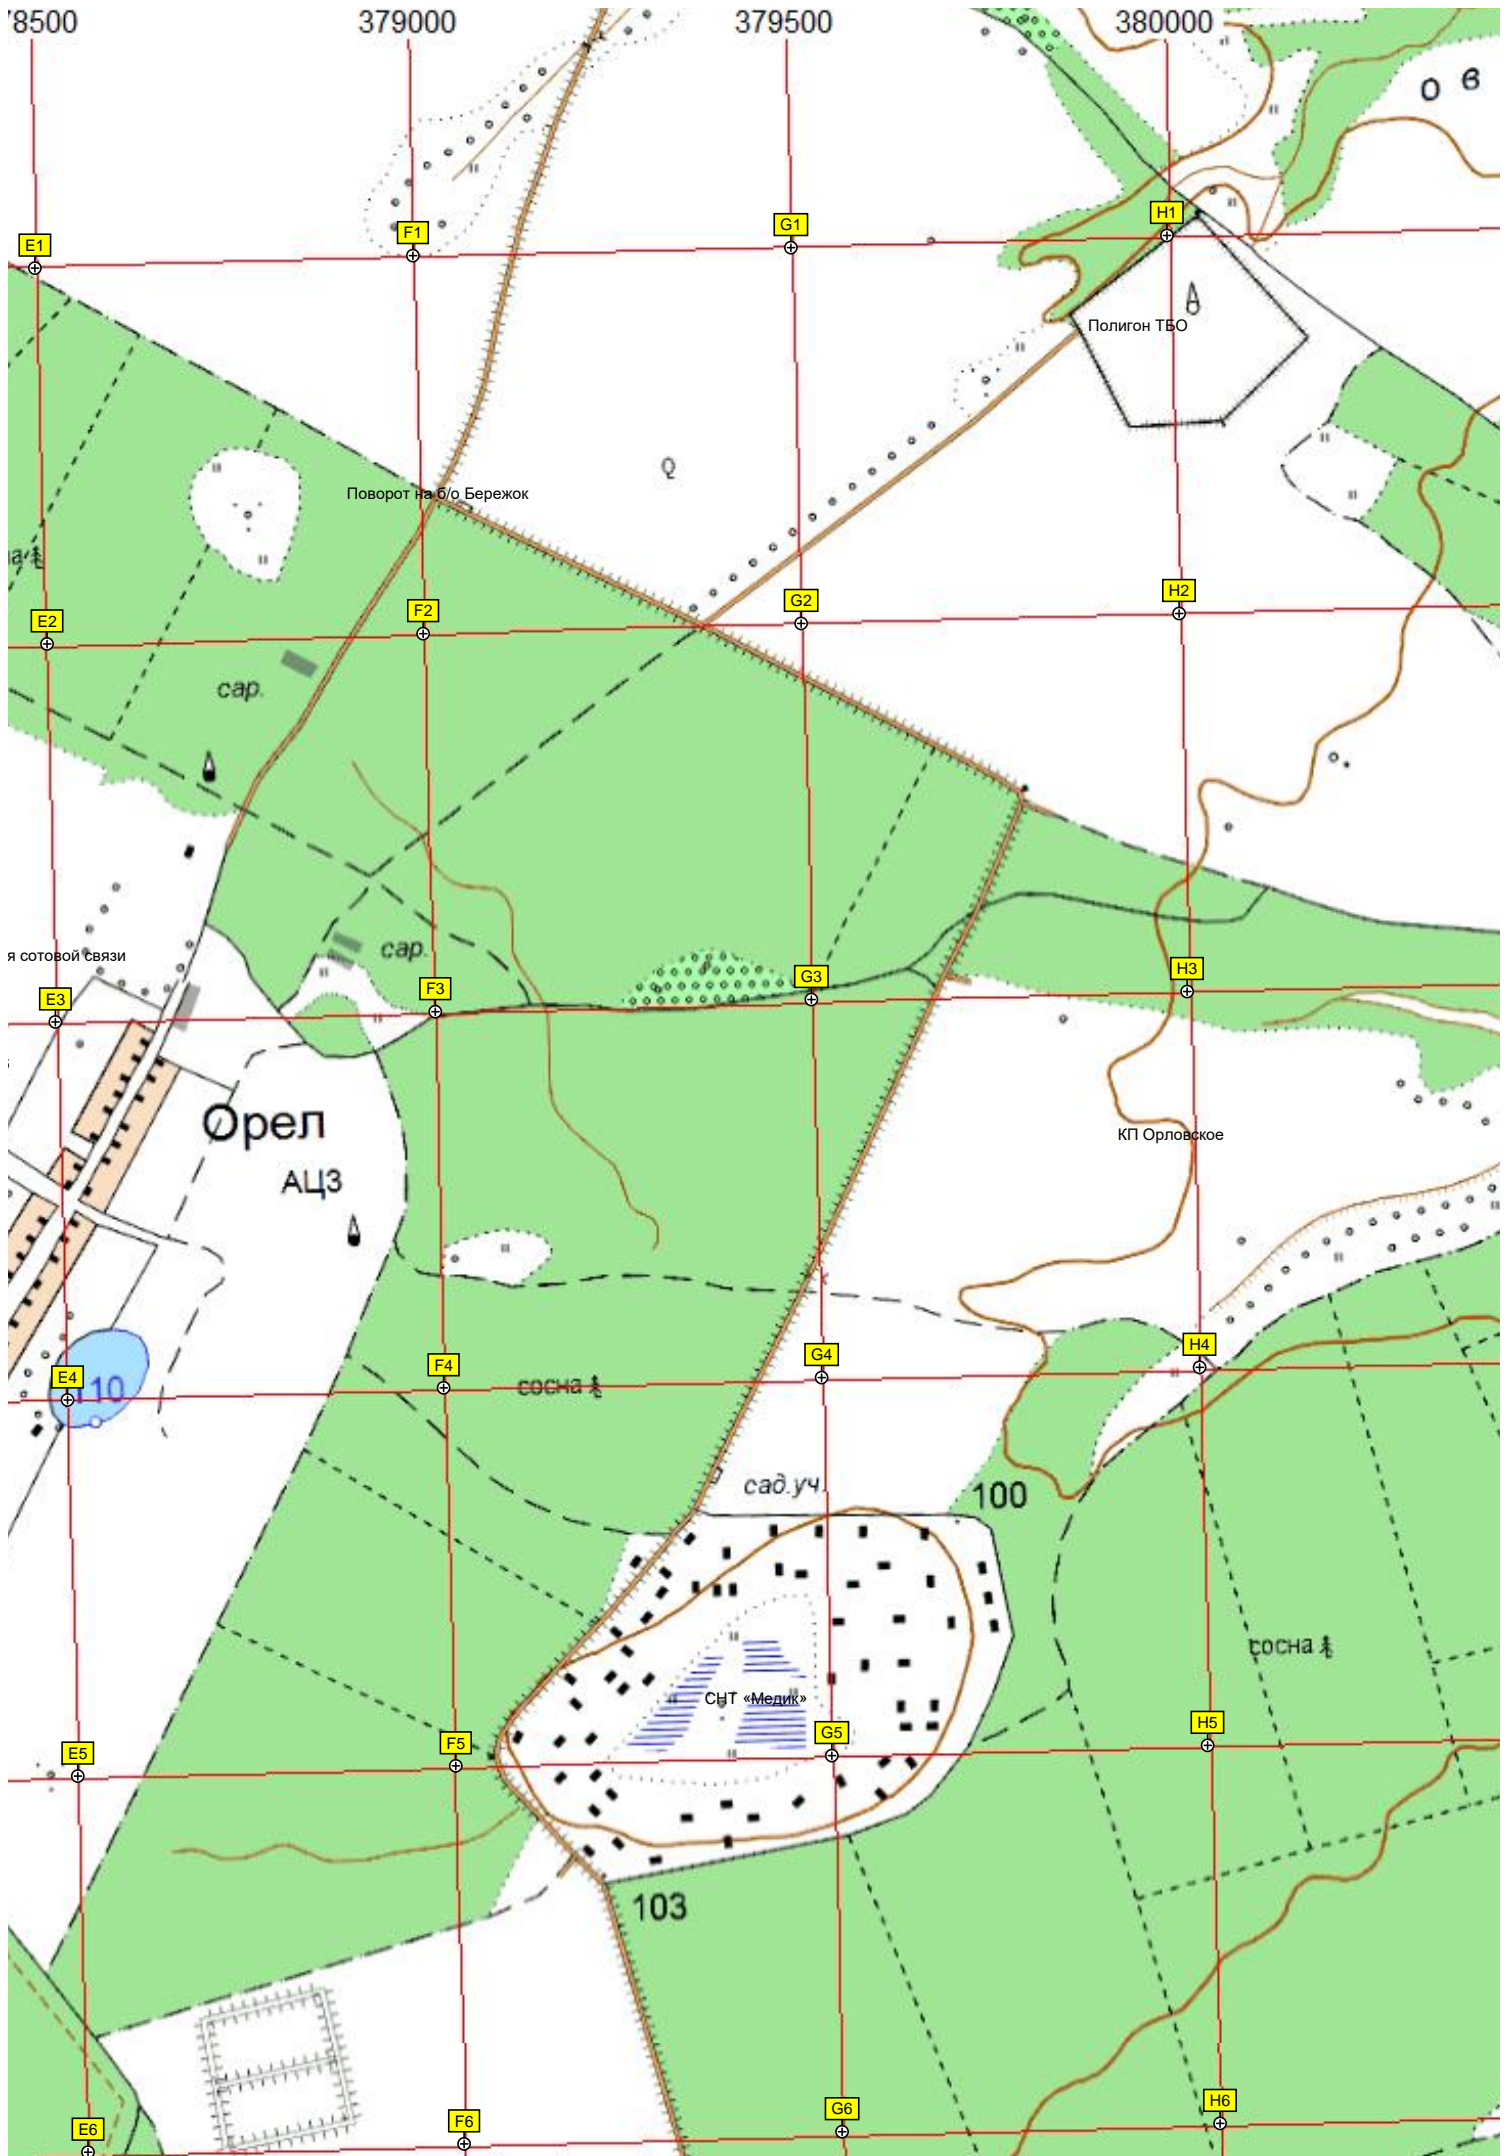 78500 379000 379500 380000
о в
E1 F1 G1 H1
Полигон ТБО
Поворот на б/о Бережок
E2 F2 G2 H2
сар.
сар.
я сотовой связи
E3 F3 G3 H3
Орел
АЦЗ
КП Орловское
E4 F4 G4 H4
110
сосна
сад.уч.
100
сосна
СНТ «Медик»
E5 F5 G5 H5
103
E6 F6 G6 H6